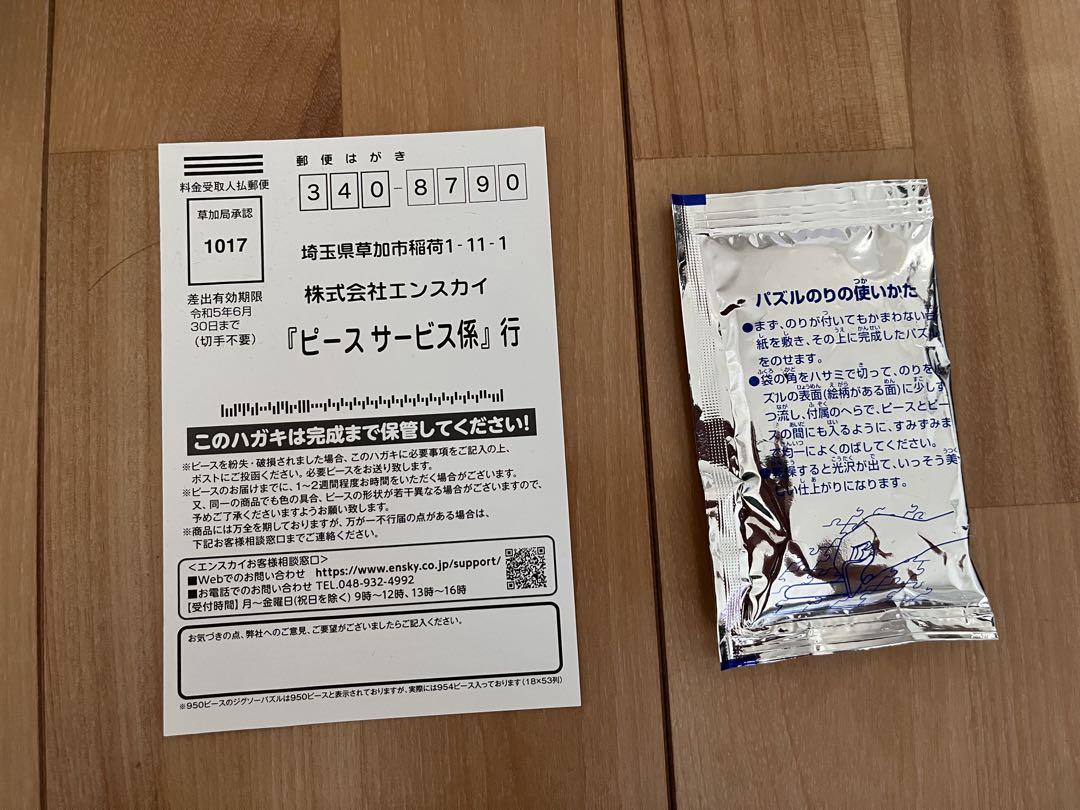 郵便はがき
料金受取人払郵便
340-8790
草加局承認
1017
差出有効期限
令和5年6月
30日まで
(切手不要)
埼玉県草加市稲荷1-11-1
株式会社エンスカイ
『ピース サービス係』行
このハガキは完成まで保管してください!
※ピースを紛失・破損されました場合、このハガキに必要事項をご記入の上、
ポストにご投函ください。必要ピースをお送り致します。
※ピースのお届けまでに、1~2週間程度お時間をいただく場合がございます。
又、同一の商品でも色の具合、ピースの形状が若干異なる場合がございますので、
予めご了承くださいますようお願い致します。
※商品には万全を期しておりますが、万が一不行届の点がある場合は、
下記お客様相談窓口までご連絡ください。
<エンスカイお客様相談窓口>
■Webでのお問い合わせ https://www.ensky.co.jp/support/
■お電話でのお問い合わせ TEL.048-932-4992
【受付時間】月~金曜日(祝日を除く)9時~12時、13時~16時
お気づきの点、弊社へのご意見、ご要望がございましたらご記入ください。
※950ピースのジグソーパズルは950ピースと表示されておりますが、実際には954ピース入っております(18×53列)
パズルのりの使いかた
●まず、のりが付いてもかまわない
紙を敷き、その上に完成したパズル
をのせます。
●袋の角をハサミで切って、のりを
ズルの表面(絵柄がある面)に少しず
つ流し、付属のへらで、ピースとピー
スの間にも入るように、すみずみま
で均一によくのばしてください。
すると光沢が出て、いっそう美
しい仕上がりになります。